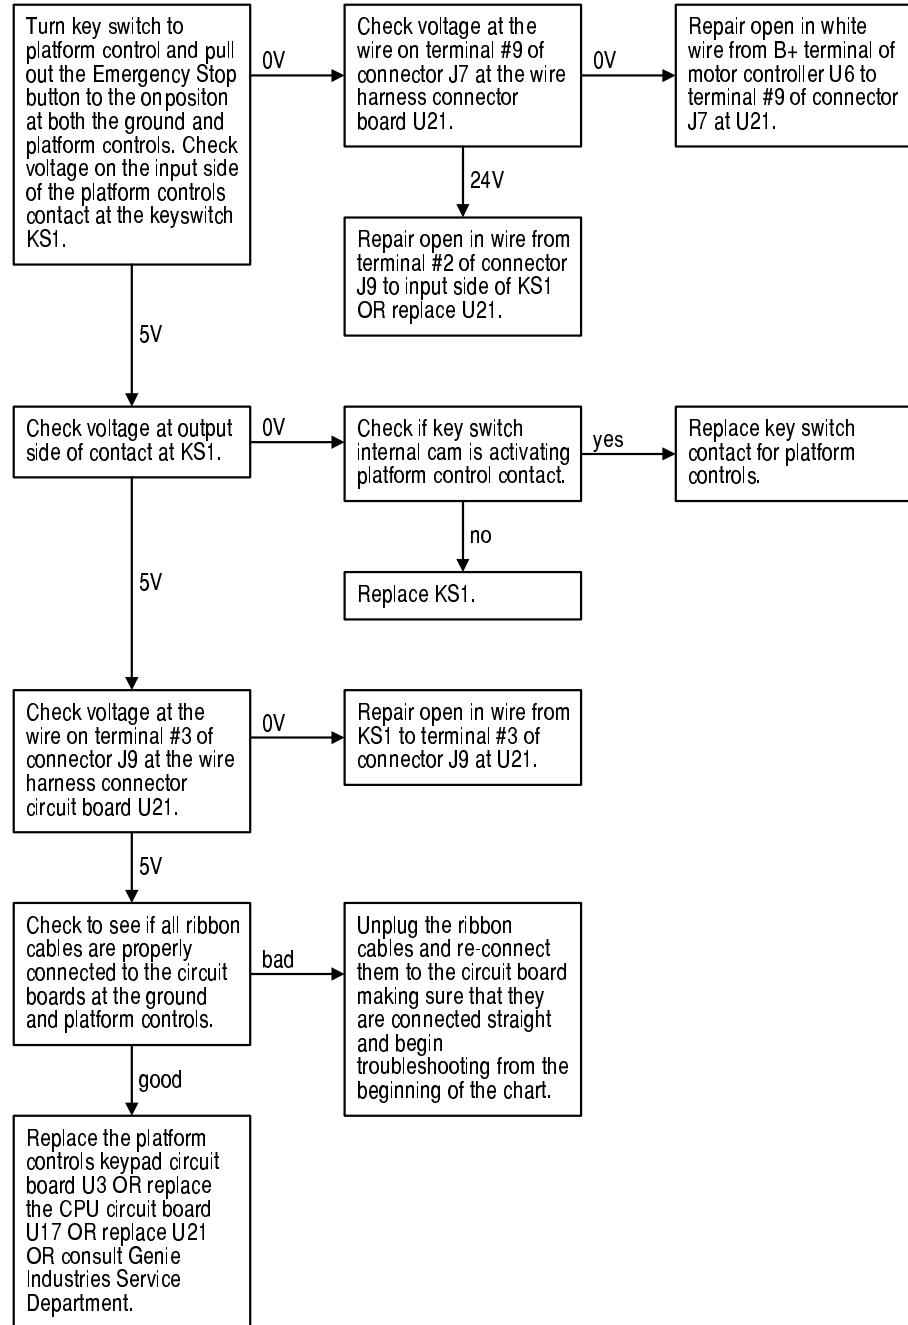 Turn key switch to
platform control and pull
out the Emergency Stop
button to the on positon
at both the ground and
platform controls. Check
voltage on the input side
of the platform controls
contact at the keyswitch
KS1.
0V
Check voltage at the
wire on terminal #9 of
connector J7 at the wire
harness connector
board U21.
0V
Repair open in white
wire from B+ terminal of
motor controller U6 to
terminal #9 of connector
J7 at U21.
24V
Repair open in wire from
terminal #2 of connector
J9 to input side of KS1
OR replace U21.
5V
Check voltage at output
side of contact at KS1.
0V
Check if key switch
internal cam is activating
platform control contact.
yes
Replace key switch
contact for platform
controls.
no
Replace KS1.
5V
Check voltage at the
wire on terminal #3 of
connector J9 at the wire
harness connector
circuit board U21.
0V
Repair open in wire from
KS1 to terminal #3 of
connector J9 at U21.
5V
Check to see if all ribbon
cables are properly
connected to the circuit
boards at the ground
and platform controls.
bad
Unplug the ribbon
cables and re-connect
them to the circuit board
making sure that they
are connected straight
and begin
troubleshooting from the
beginning of the chart.
good
Replace the platform
controls keypad circuit
board U3 OR replace
the CPU circuit board
U17 OR replace U21
OR consult Genie
Industries Service
Department.